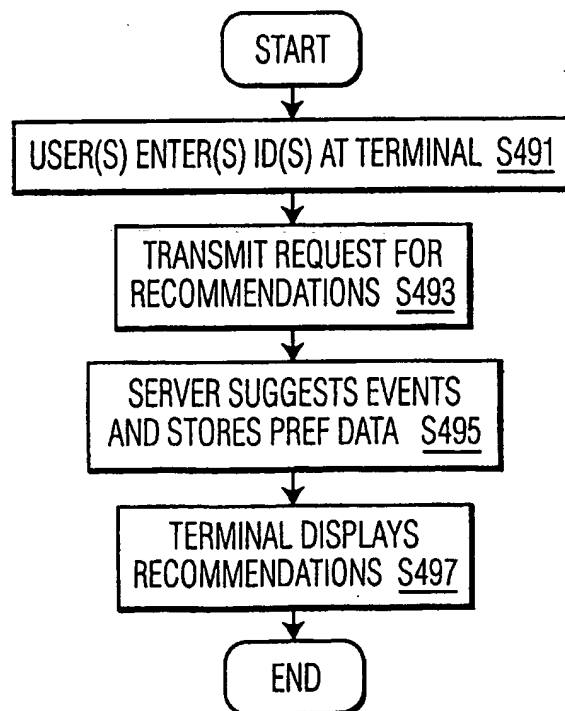 START
USER(S) ENTER(S) ID(S) AT TERMINAL S491
TRANSMIT REQUEST FOR
RECOMMENDATIONS S493
SERVER SUGGESTS EVENTS
AND STORES PREF DATA S495
TERMINAL DISPLAYS
RECOMMENDATIONS S497
END